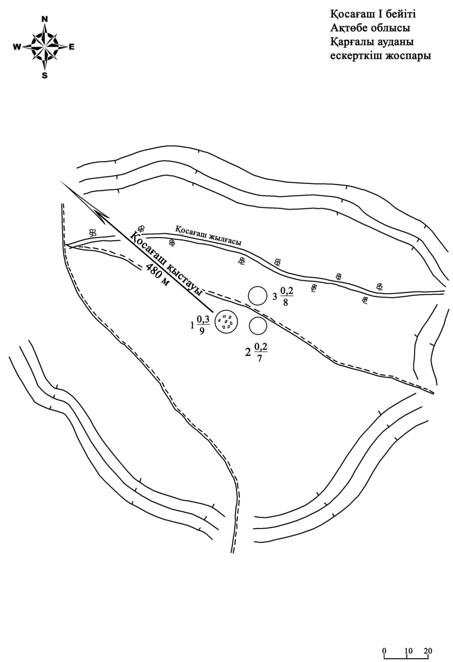 Қосағаш І бейіті
Ақтөбе облысы
Қарғалы ауданы
ескерткіш жоспары
N
W E
S
Қосағаш жылғасы
Қосағаш қыстауы
480 м
3 0,2/8
1 0,3/9
2 0,2/7
0 10 20